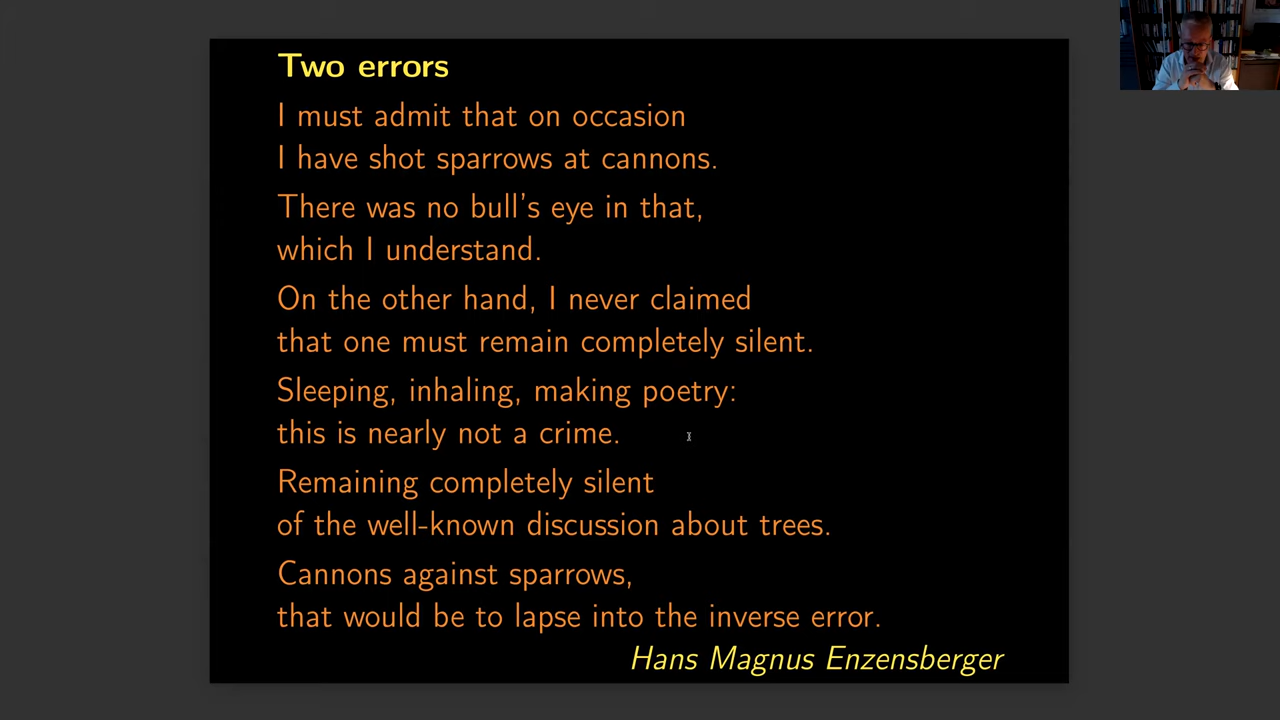 Two errors
I must admit that on occasion
I have shot sparrows at cannons.
There was no bull's eye in that,
which I understand.
On the other hand, I never claimed
that one must remain completely silent.
Sleeping, inhaling, making poetry:
this is nearly not a crime.
Remaining completely silent
of the well-known discussion about trees.
Cannons against sparrows,
that would be to lapse into the inverse error.
Hans Magnus Enzensberger